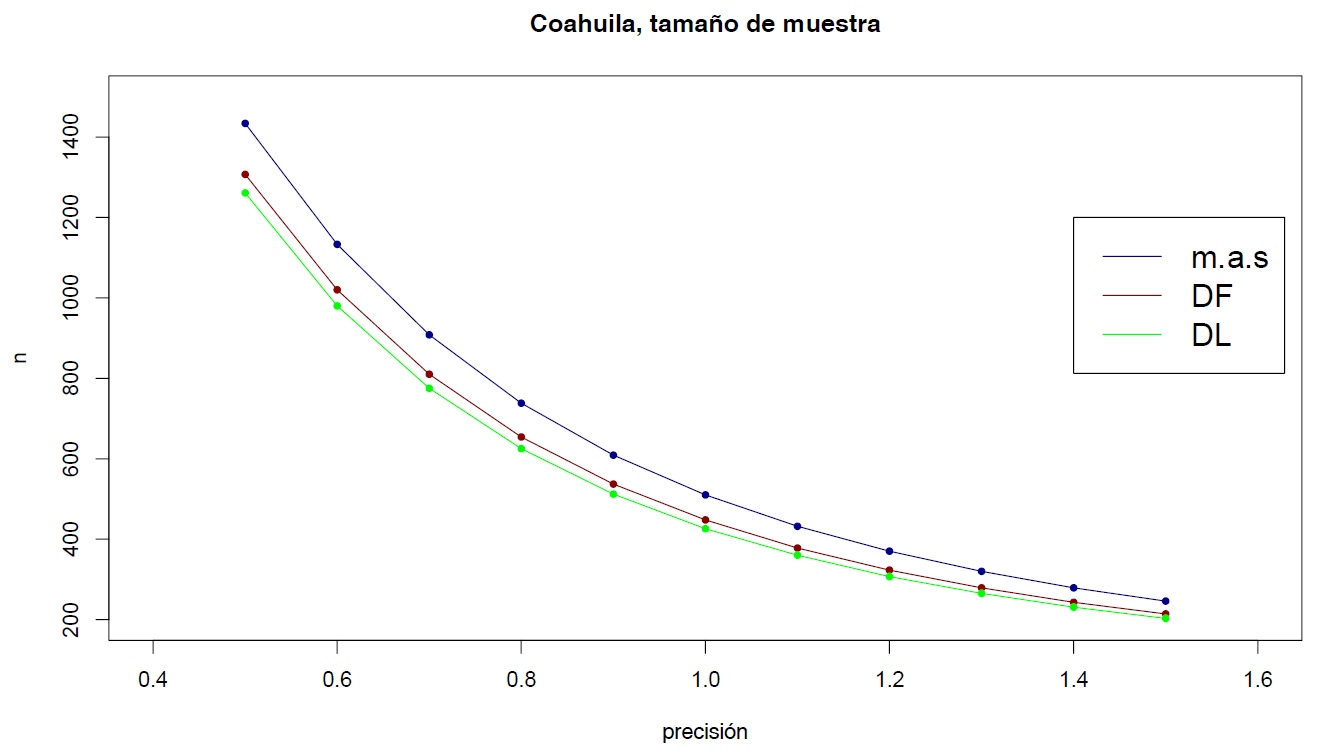 Coahuila, tamaño de muestra
n
1400
1200
1000
800
600
400
200
m.a.s
DF
DL
0.4 0.6 0.8 1.0 1.2 1.4 1.6
precisión